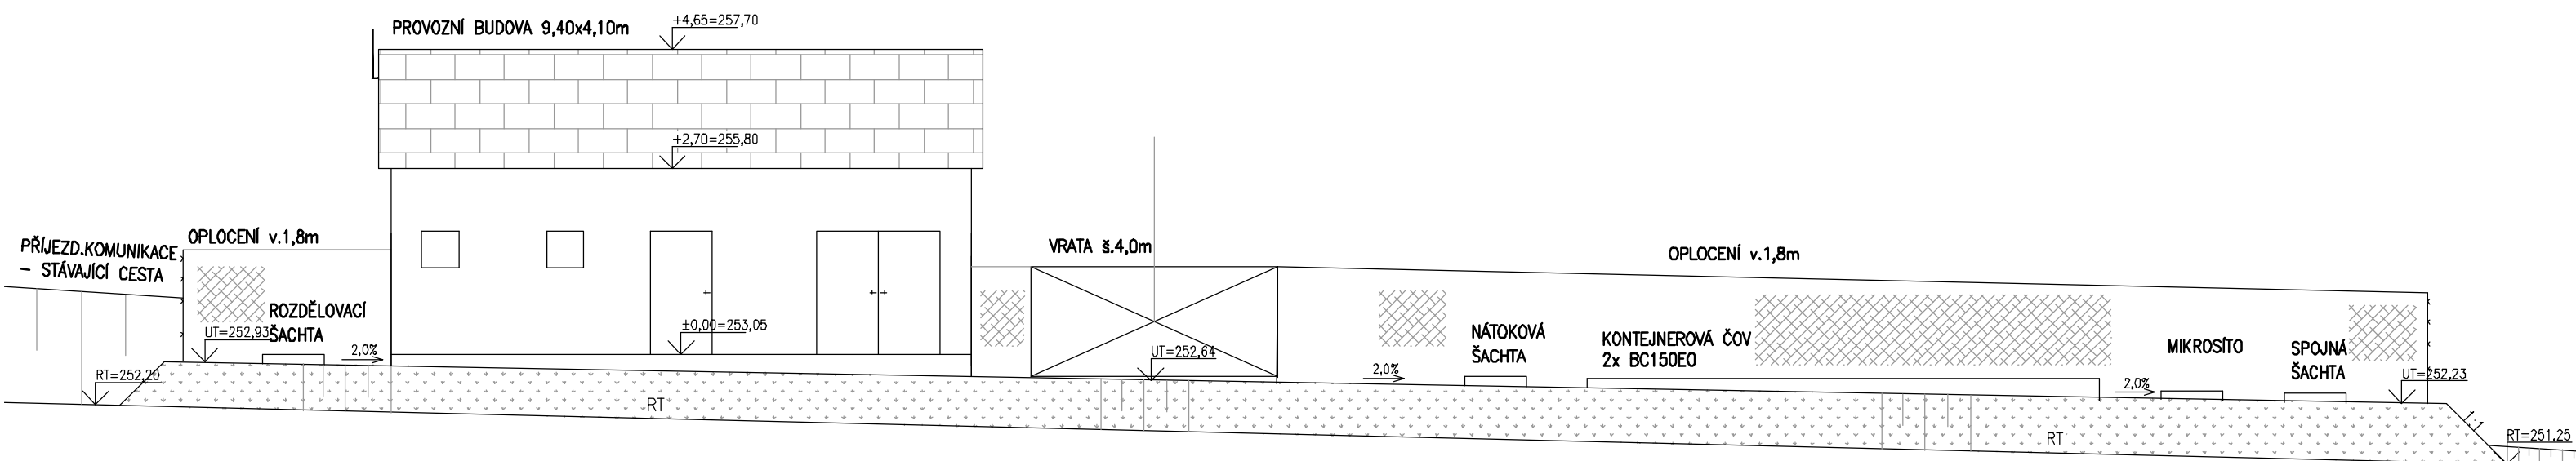 PROVOZNÍ BUDOVA 9,40x4,10m
+4,65=257,70
+2,70=255,80
PŘÍJEZD.KOMUNIKACE
- STÁVAJÍCÍ CESTA
OPLOCENÍ v.1,8m
ROZDĚLOVACÍ
ŠACHTA
UT=252,93
2,0%
RT=252,20
±0,00=253,05
RT
VRATA š.4,0m
UT=252,64
OPLOCENÍ v.1,8m
2,0%
NÁTOKOVÁ
ŠACHTA
KONTEJNEROVÁ ČOV
2x BC150EO
MIKROSÍTO
2,0%
SPOJNÁ
ŠACHTA
UT=252,23
RT
1:1
RT=251,25